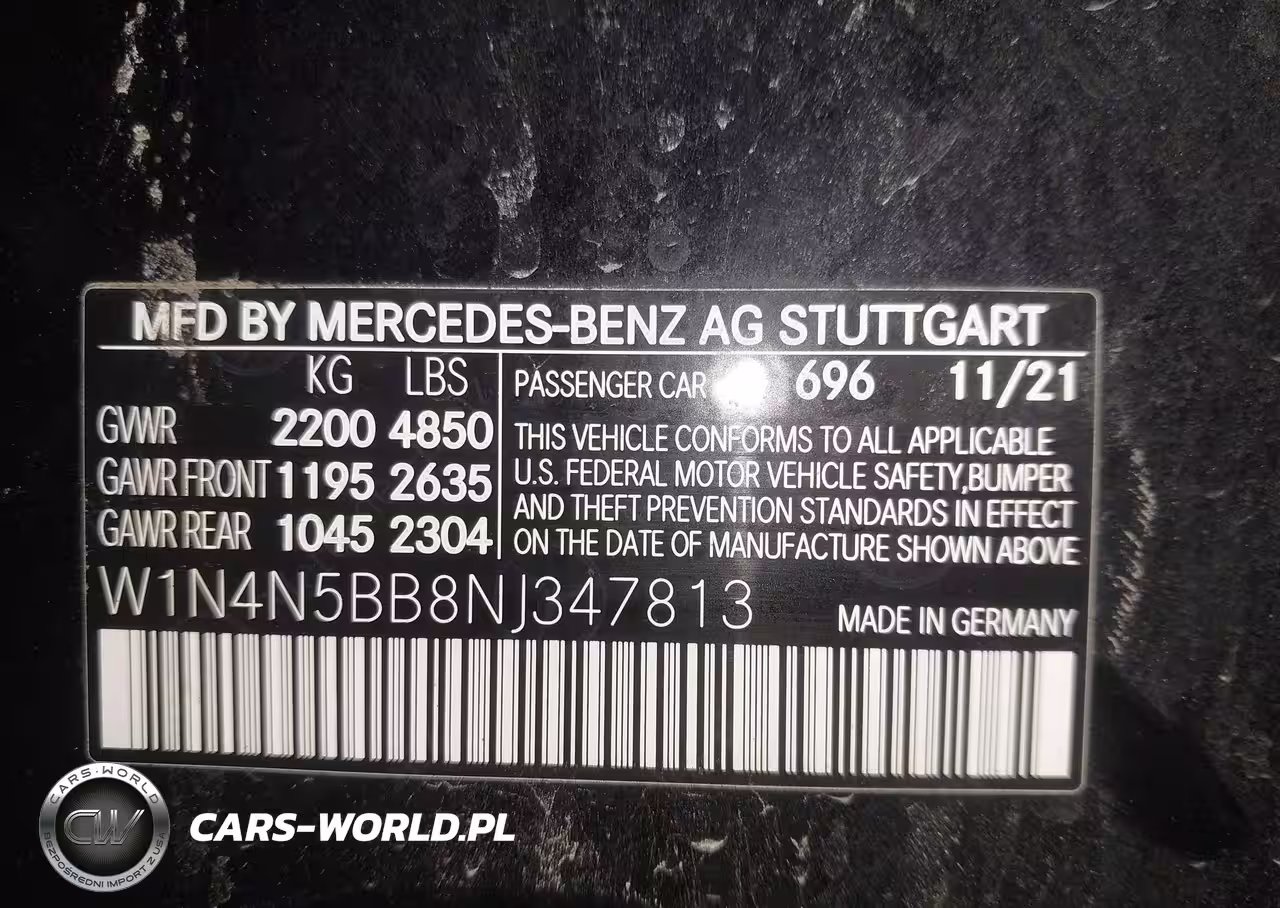 MFD BY MERCEDES-BENZ AG STUTTGART
KG LBS
GVWR 2200 4850
GAWR FRONT 1195 2635
GAWR REAR 1045 2304
PASSENGER CAR 696 11/21
THIS VEHICLE CONFORMS TO ALL APPLICABLE
U.S. FEDERAL MOTOR VEHICLE SAFETY,BUMPER
AND THEFT PREVENTION STANDARDS IN EFFECT
ON THE DATE OF MANUFACTURE SHOWN ABOVE
W1N4N5BB8NJ347813
MADE IN GERMANY
CARS-WORLD
CW
BEZPOŚREDNI IMPORT Z USA
CARS-WORLD.PL